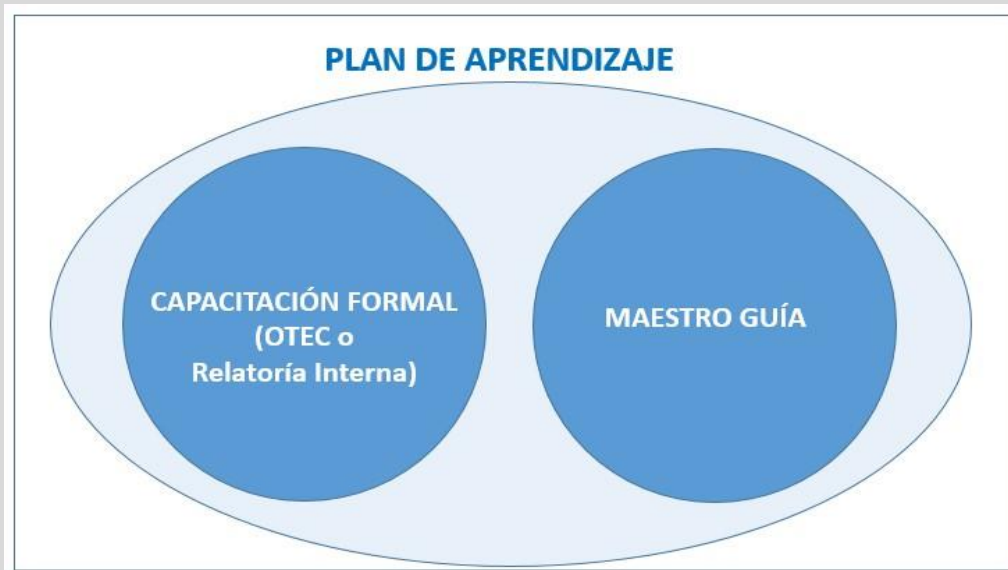 PLAN DE APRENDIZAJE
CAPACITACIÓN FORMAL
(OTEC o
Relatoría Interna)
MAESTRO GUÍA